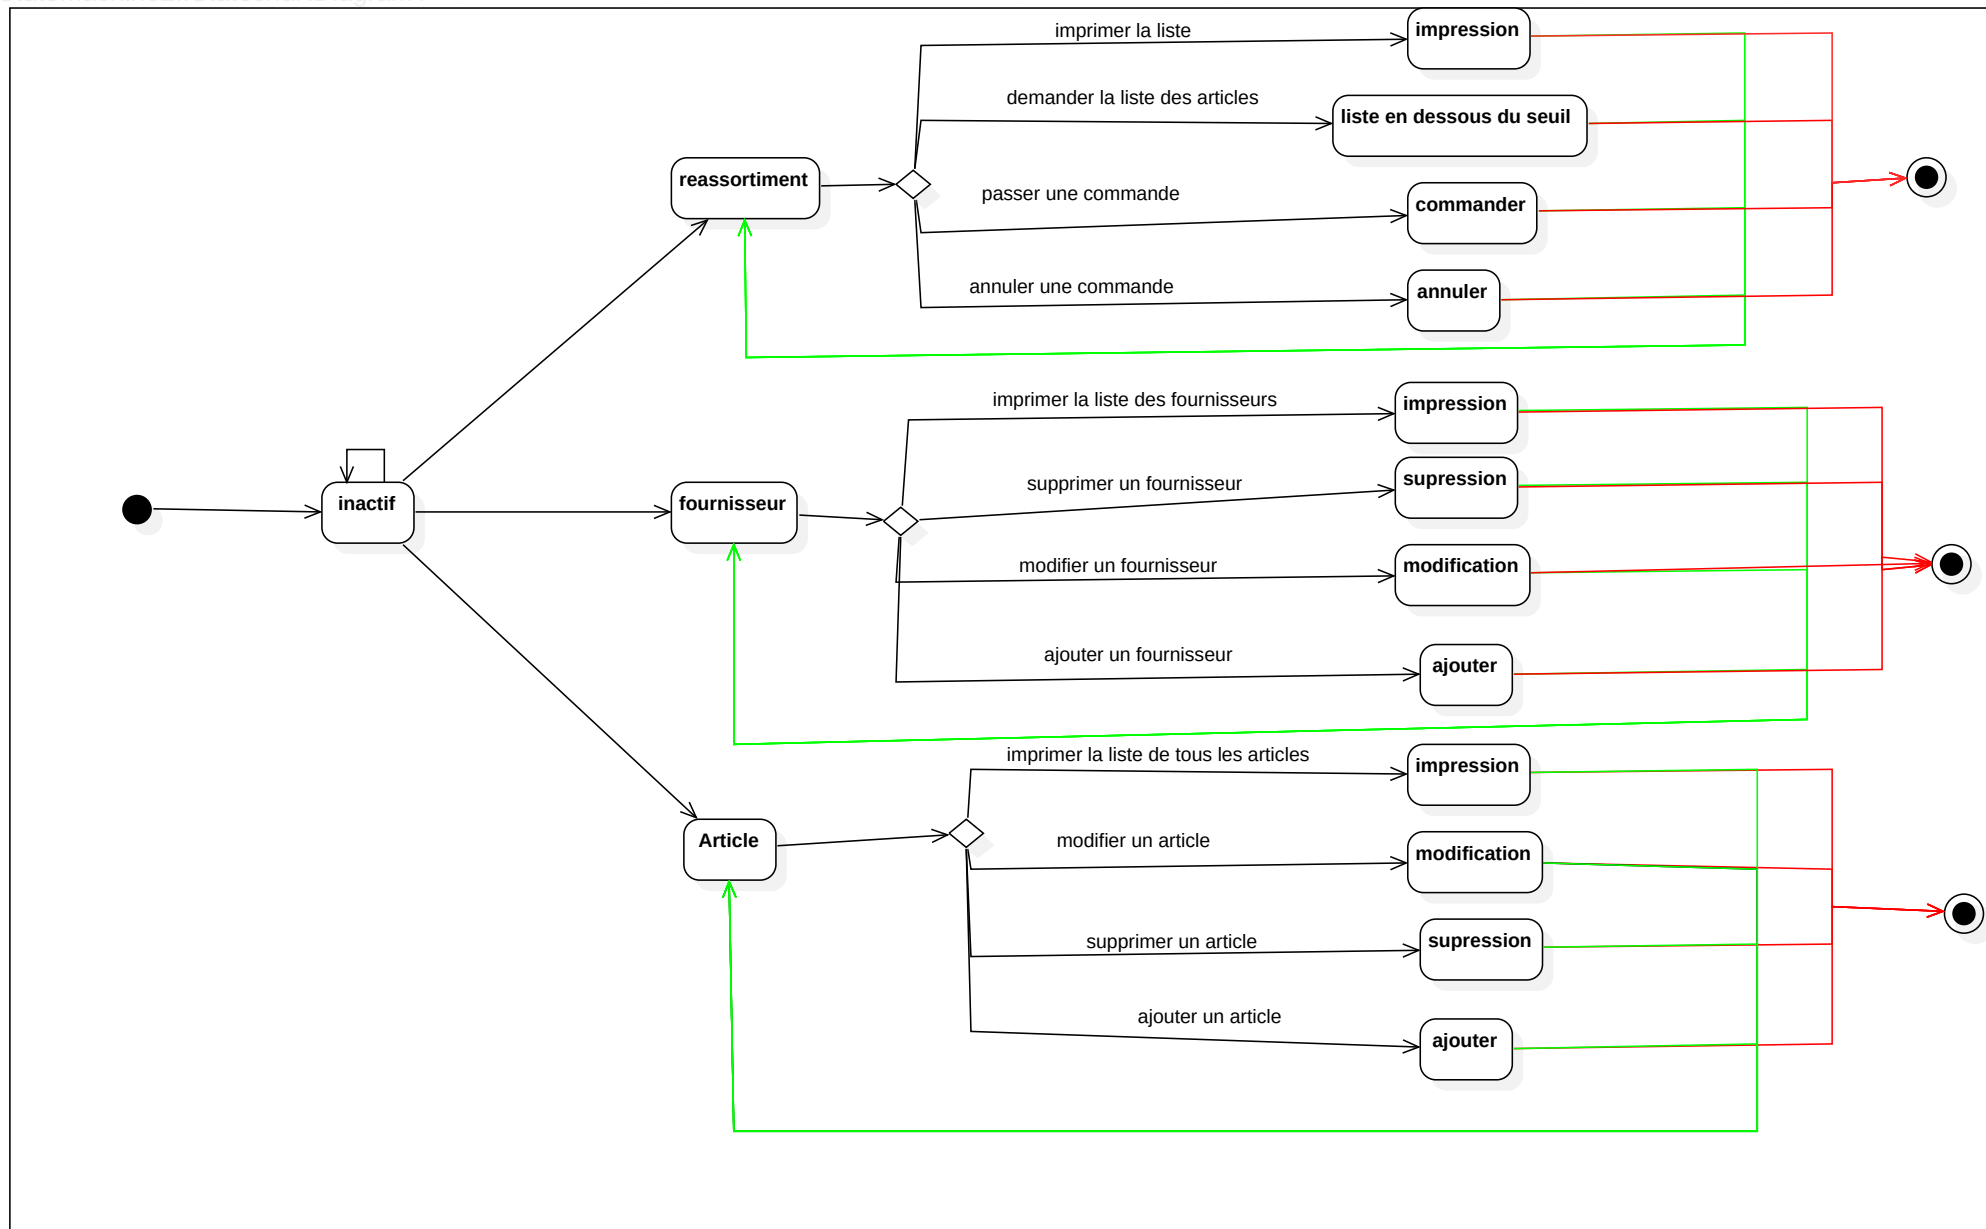 imprimer la liste
impression
demander la liste des articles
liste en dessous du seuil
reassortiment
passer une commande
commander
annuler une commande
annuler
imprimer la liste des fournisseurs
impression
supprimer un fournisseur
supression
inactif
fournisseur
modifier un fournisseur
modification
ajouter un fournisseur
ajouter
imprimer la liste de tous les articles
impression
Article
modifier un article
modification
supprimer un article
supression
ajouter un article
ajouter